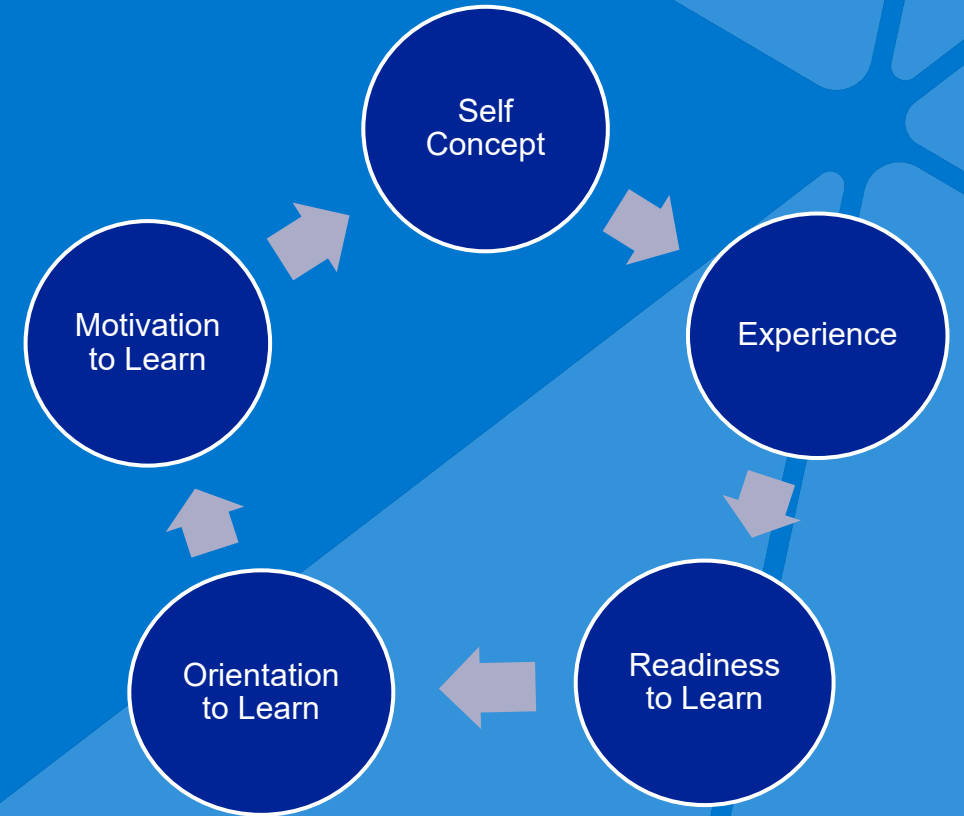 Self
Concept
Experience
Readiness
to Learn
Orientation
to Learn
Motivation
to Learn